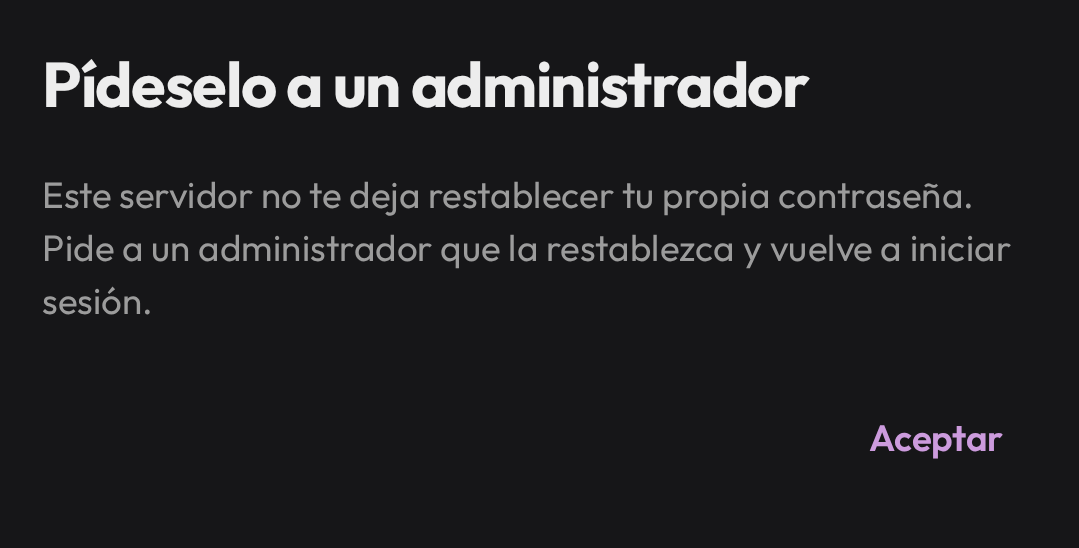 Pídeselo a un administrador
Este servidor no te deja restablecer tu propia contraseña.
Pide a un administrador que la restablezca y vuelve a iniciar
sesión.
Aceptar